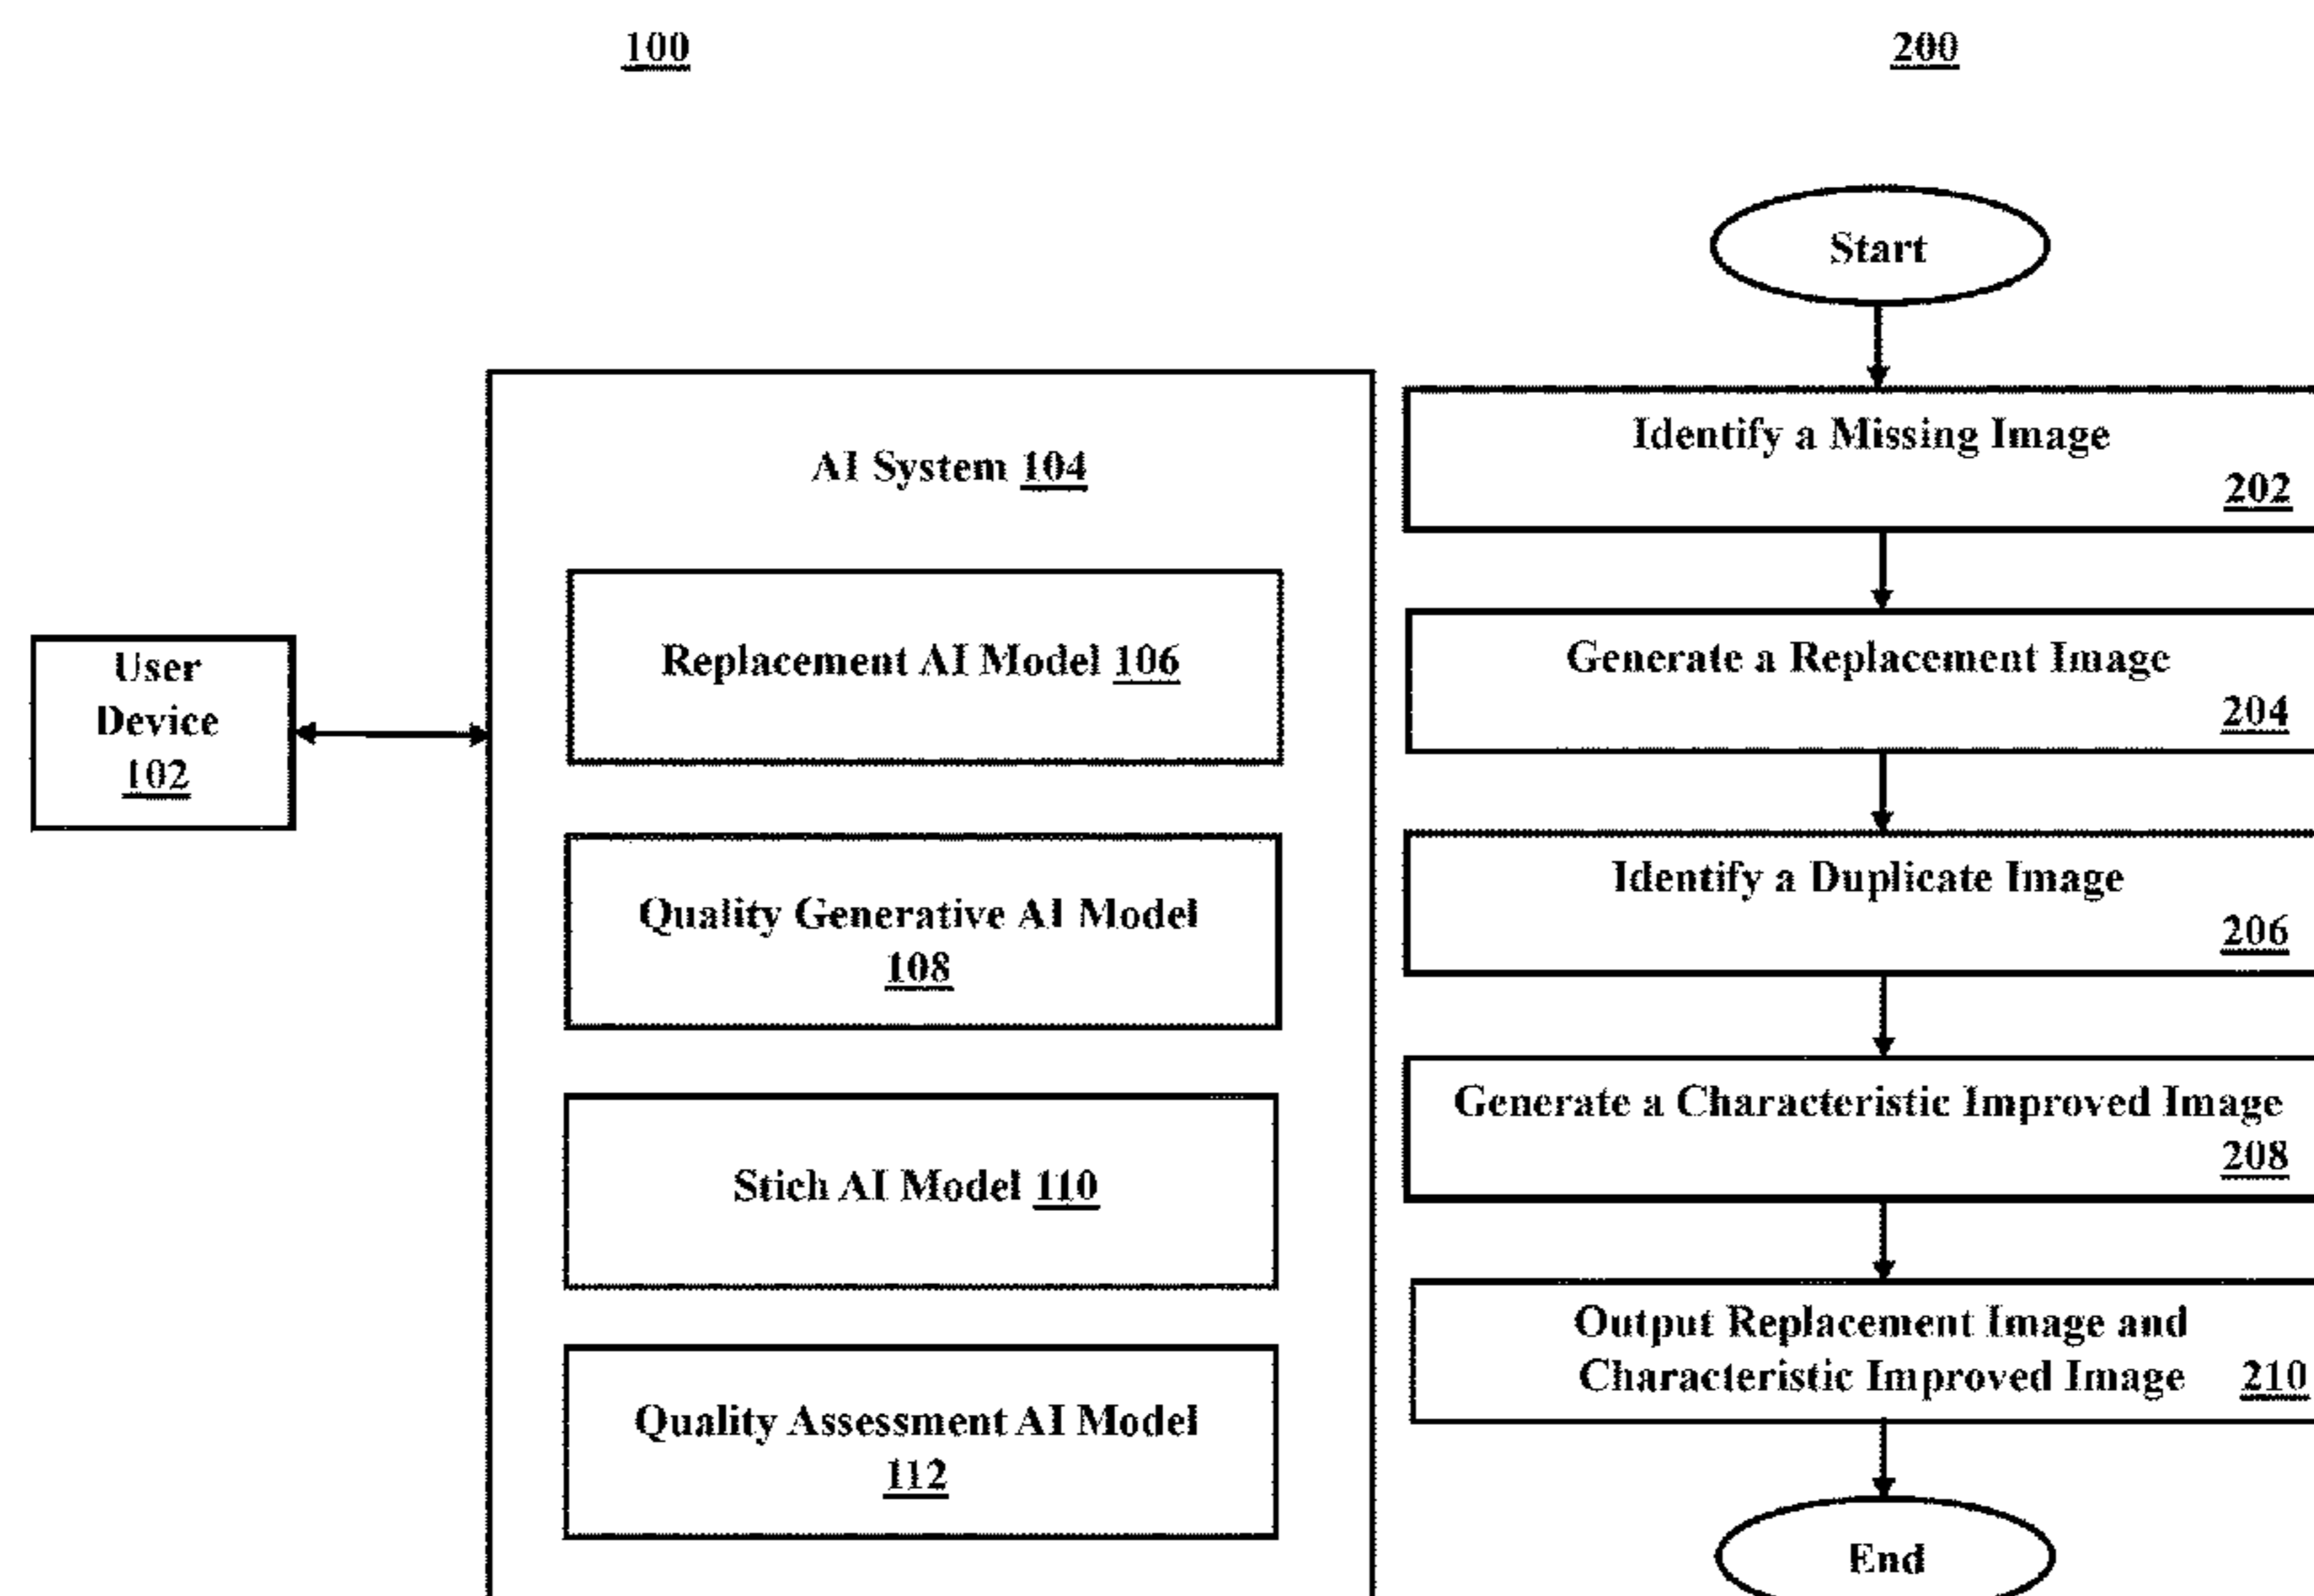 100
User
Device
102
AI System 104
Replacement AI Model 106
Quality Generative AI Model
108
Stich AI Model 110
Quality Assessment AI Model
112
200
Start
Identify a Missing Image
202
Generate a Replacement Image
204
Identify a Duplicate Image
206
Generate a Characteristic Improved Image
208
Output Replacement Image and
Characteristic Improved Image 210
End